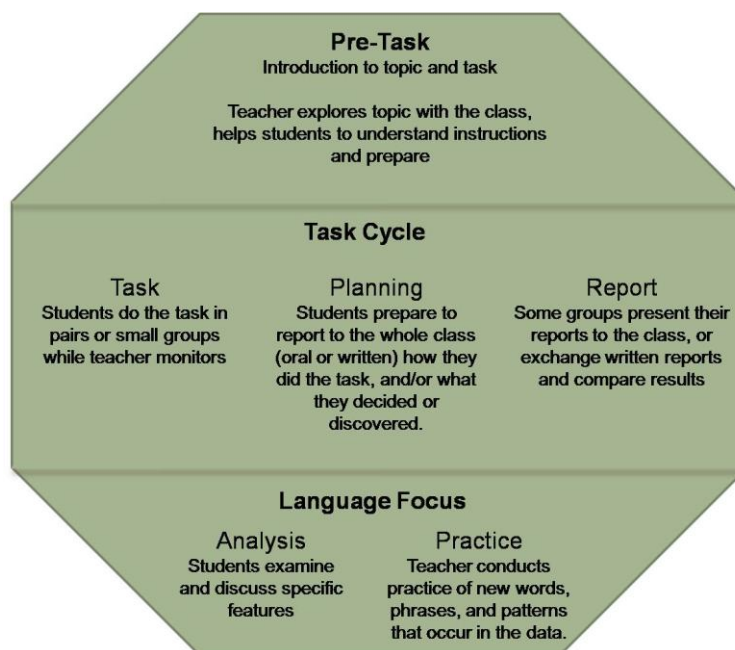 Pre-Task
Introduction to topic and task
Teacher explores topic with the class,
helps students to understand instructions
and prepare
Task Cycle
Task
Students do the task in
pairs or small groups
while teacher monitors
Planning
Students prepare to
report to the whole class
(oral or written) how they
did the task, and/or what
they decided or
discovered.
Report
Some groups present their
reports to the class, or
exchange written reports
and compare results
Language Focus
Analysis
Students examine
and discuss specific
features
Practice
Teacher conducts
practice of new words,
phrases, and patterns
that occur in the data.